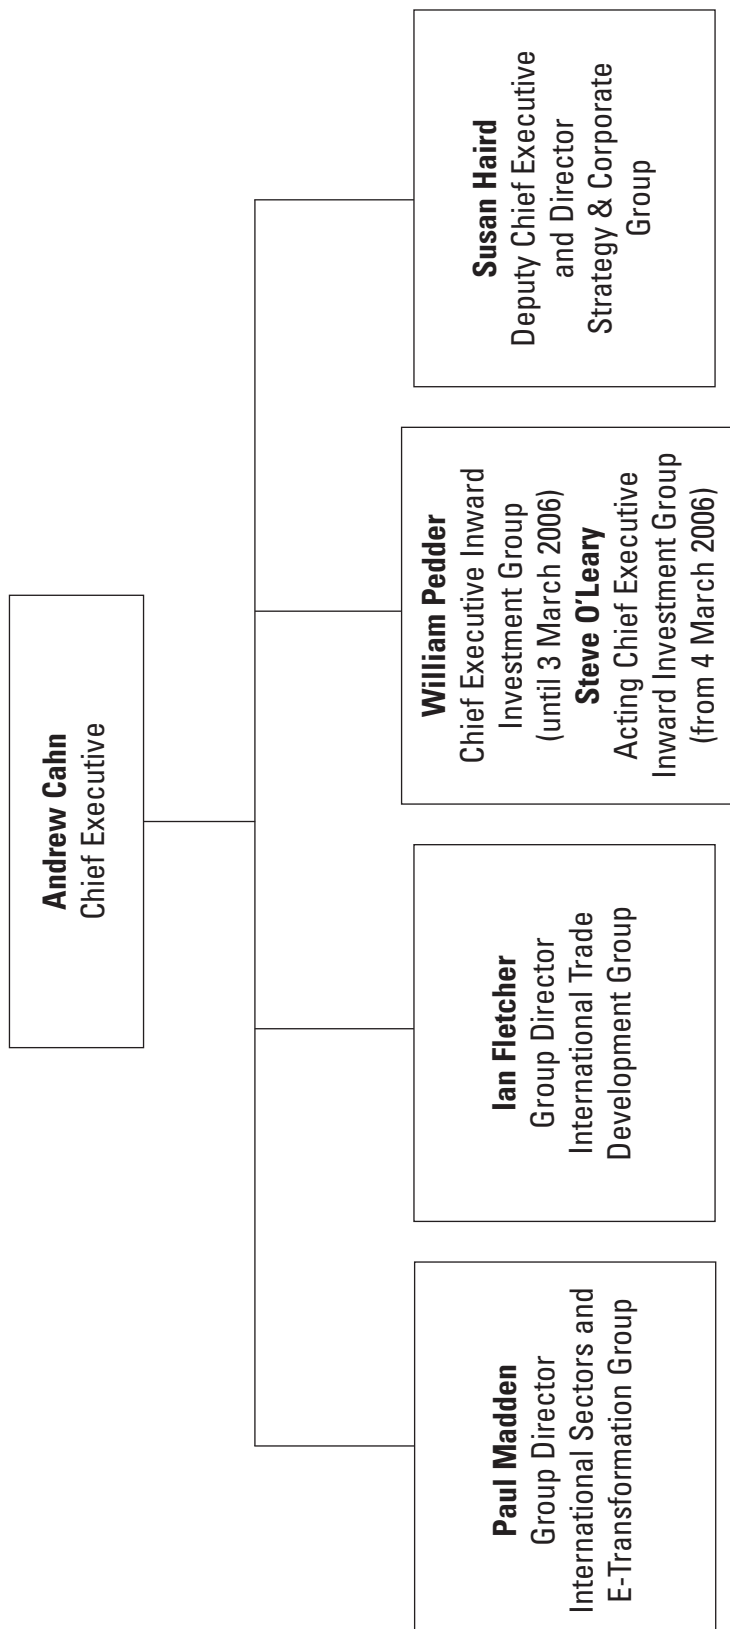 Andrew Cahn
Chief Executive
Paul Madden
Group Director
International Sectors and
E-Transformation Group
Ian Fletcher
Group Director
International Trade
Development Group
William Pedder
Chief Executive Inward
Investment Group
(until 3 March 2006)
Steve O'Leary
Acting Chief Executive
Inward Investment Group
(from 4 March 2006)
Susan Haird
Deputy Chief Executive
and Director
Strategy & Corporate
Group